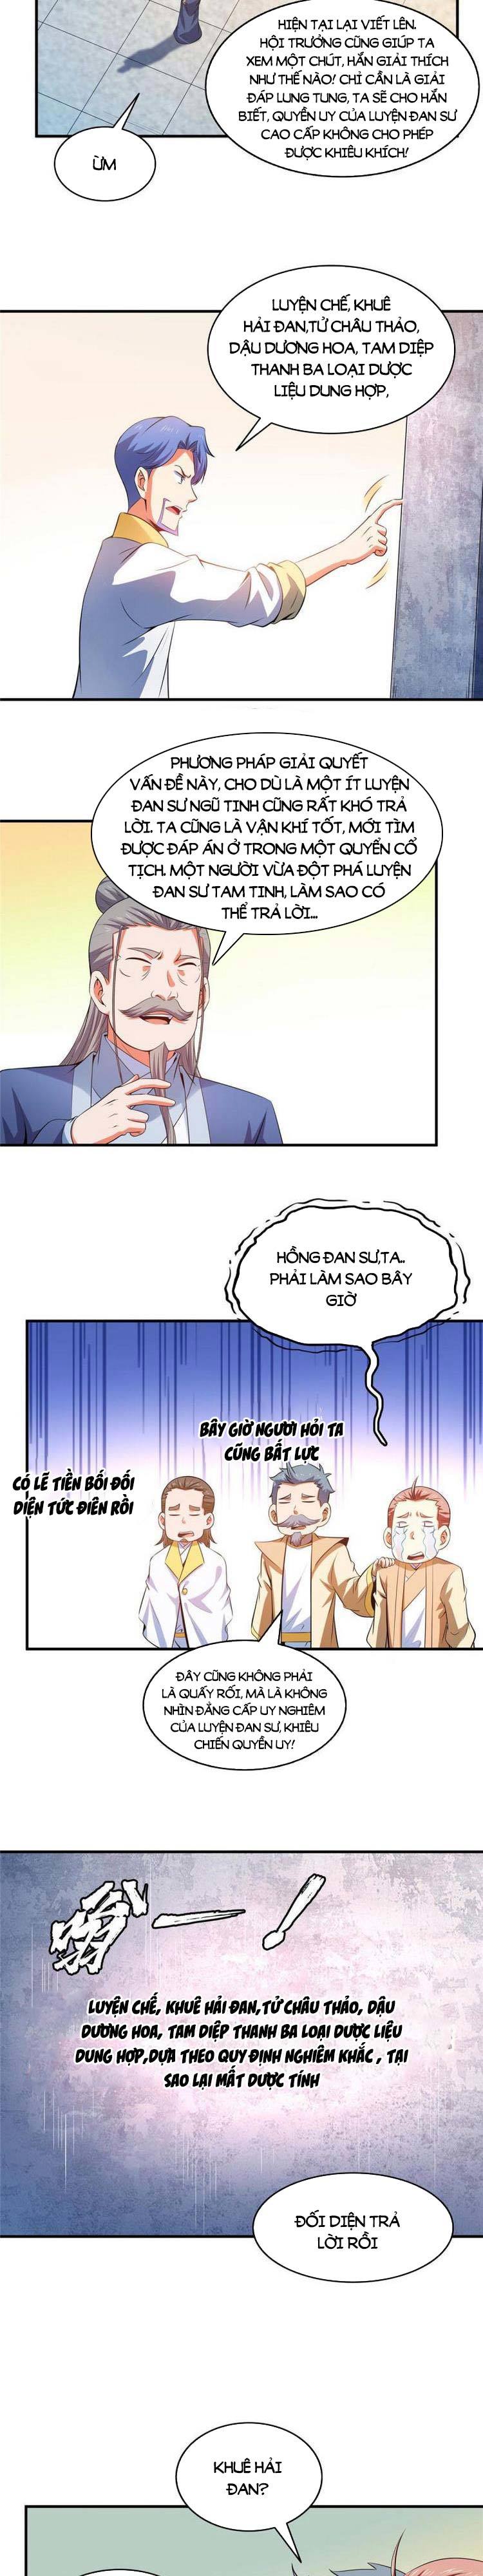 HIỆN TẠI LẠI VIẾT LÊN.
HỘI TRƯỞNG CŨNG GIÚP TA
XEM MỘT CHÚT, HẮN GIẢI THÍCH
NHƯ THẾ NÀO! CHỈ CẦN LÀ GIẢI
ĐÁP LUNG TUNG, TA SẼ CHO HẮN
BIẾT, QUYỀN UY CỦA LUYỆN ĐAN SƯ
CAO CẤP KHÔNG CHO PHÉP
ĐƯỢC KHIÊU KHÍCH!
ỪM
LUYỆN CHẾ, KHUÊ
HẢI ĐAN,TỬ CHÂU THẢO,
DẬU DƯƠNG HOA, TAM DIỆP
THANH BA LOẠI DƯỢC
LIỆU DUNG HỢP,
PHƯƠNG PHÁP GIẢI QUYẾT
VẤN ĐỀ NÀY, CHO DÙ LÀ MỘT ÍT LUYỆN
ĐAN SƯ NGŨ TINH CŨNG RẤT KHÓ TRẢ
LỜI. TA CŨNG LÀ VẬN KHÍ TỐT, MỚI TÌM
ĐƯỢC ĐÁP ÁN Ở TRONG MỘT QUYỂN CỔ
TỊCH. MỘT NGƯỜI VỪA ĐỘT PHÁ LUYỆN
ĐAN SƯ TAM TINH, LÀM SAO CÓ
THỂ TRẢ LỜI...
HỒNG ĐAN SƯ,TA..
PHẢI LÀM SAO BÂY
GIỜ
BÂY GIỜ NGƯƠI HỎI TA
CŨNG BẤT LỰC
CÓ LẼ TIỀN BỐI ĐỐI
DIỆN TỨC ĐIÊN RỒI
ĐÂY CŨNG KHÔNG PHẢI
LÀ QUẤY RỐI, MÀ LÀ KHÔNG
NHÌN ĐẲNG CẤP UY NGHIÊM
CỦA LUYỆN ĐAN SƯ, KHIÊU
CHIẾN QUYỀN UY!
嗡一!
LUYỆN CHẾ, KHUÊ HẢI ĐAN,TỬ CHÂU THẢO, DẬU
DƯƠNG HOA, TAM DIỆP THANH BA LOẠI DƯỢC LIỆU
DUNG HỢP,DỰA THEO QUY ĐỊNH NGHIÊM KHẮC , TẠI
SAO LẠI MẤT DƯỢC TÍNH
ĐỐI DIỆN TRẢ
LỜI RỒI
KHUÊ HẢI
ĐAN?